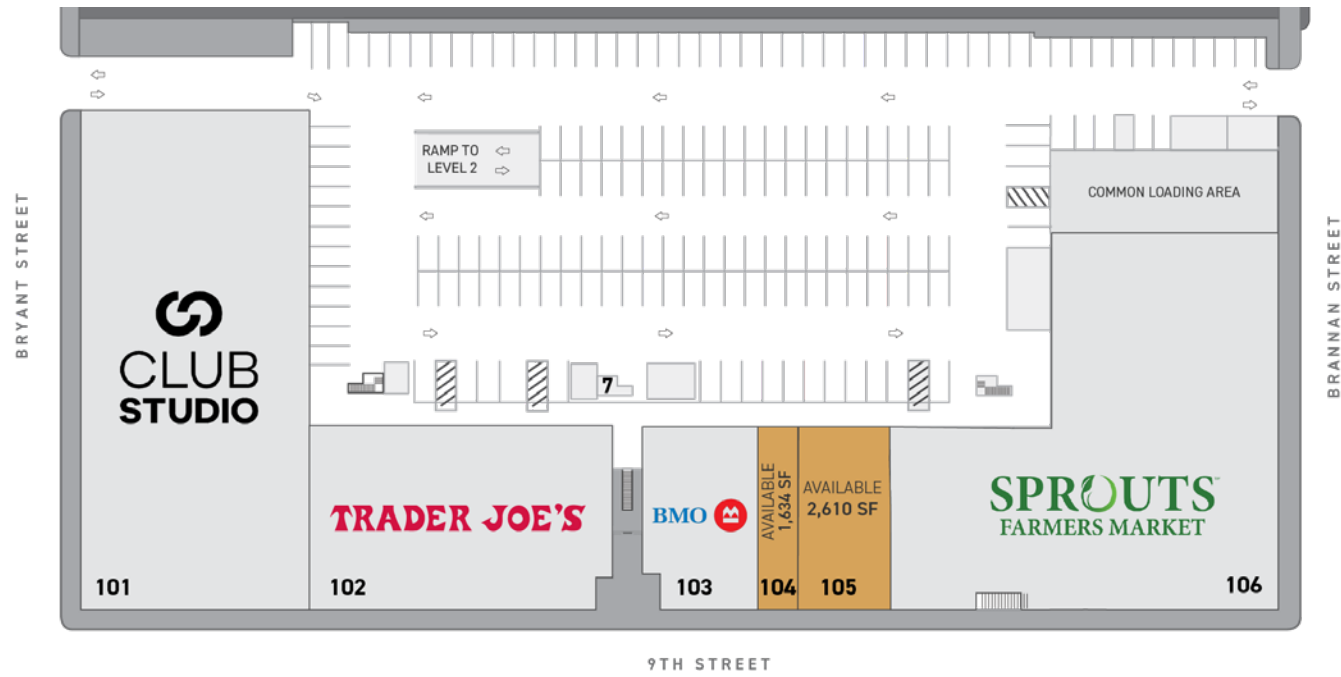 RAMP TO
LEVEL 2
COMMON LOADING AREA
BRYANT STREET
BRANNAN STREET
CLUB
STUDIO
7
TRADER JOE'S
BMO
AVAILABLE
1,634 SF
AVAILABLE
2,610 SF
SPROUTS
FARMERS MARKET
101
102
103
104
105
106
9TH STREET